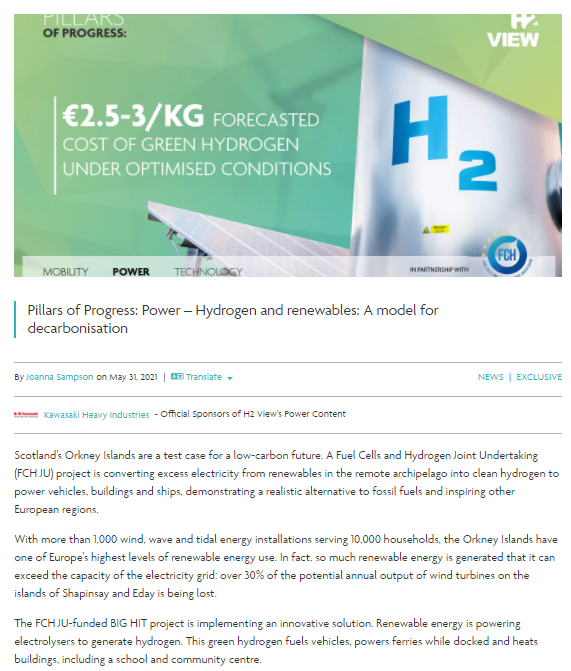 PILLARS
OF PROGRESS:
H2
VIEW
€2.5-3/KG FORECASTED
COST OF GREEN HYDROGEN
UNDER OPTIMISED CONDITIONS
H2
MOBILITY POWER TECHNOLOGY
IN PARTNERSHIP WITH
FCH
Pillars of Progress: Power – Hydrogen and renewables: A model for
decarbonisation
By Joanna Sampson on May 31, 2021 | Translate
NEWS | EXCLUSIVE
Kawasaki Heavy Industries - Official Sponsors of H2 View's Power Content
Scotland's Orkney Islands are a test case for a low-carbon future. A Fuel Cells and Hydrogen Joint Undertaking
(FCH JU) project is converting excess electricity from renewables in the remote archipelago into clean hydrogen to
power vehicles, buildings and ships, demonstrating a realistic alternative to fossil fuels and inspiring other
European regions.
With more than 1,000 wind, wave and tidal energy installations serving 10,000 households, the Orkney Islands have
one of Europe's highest levels of renewable energy use. In fact, so much renewable energy is generated that it can
exceed the capacity of the electricity grid: over 30% of the potential annual output of wind turbines on the
islands of Shapinsay and Eday is being lost.
The FCH JU-funded BIG HIT project is implementing an innovative solution. Renewable energy is powering
electrolysers to generate hydrogen. This green hydrogen fuels vehicles, powers ferries while docked and heats
buildings, including a school and community centre.